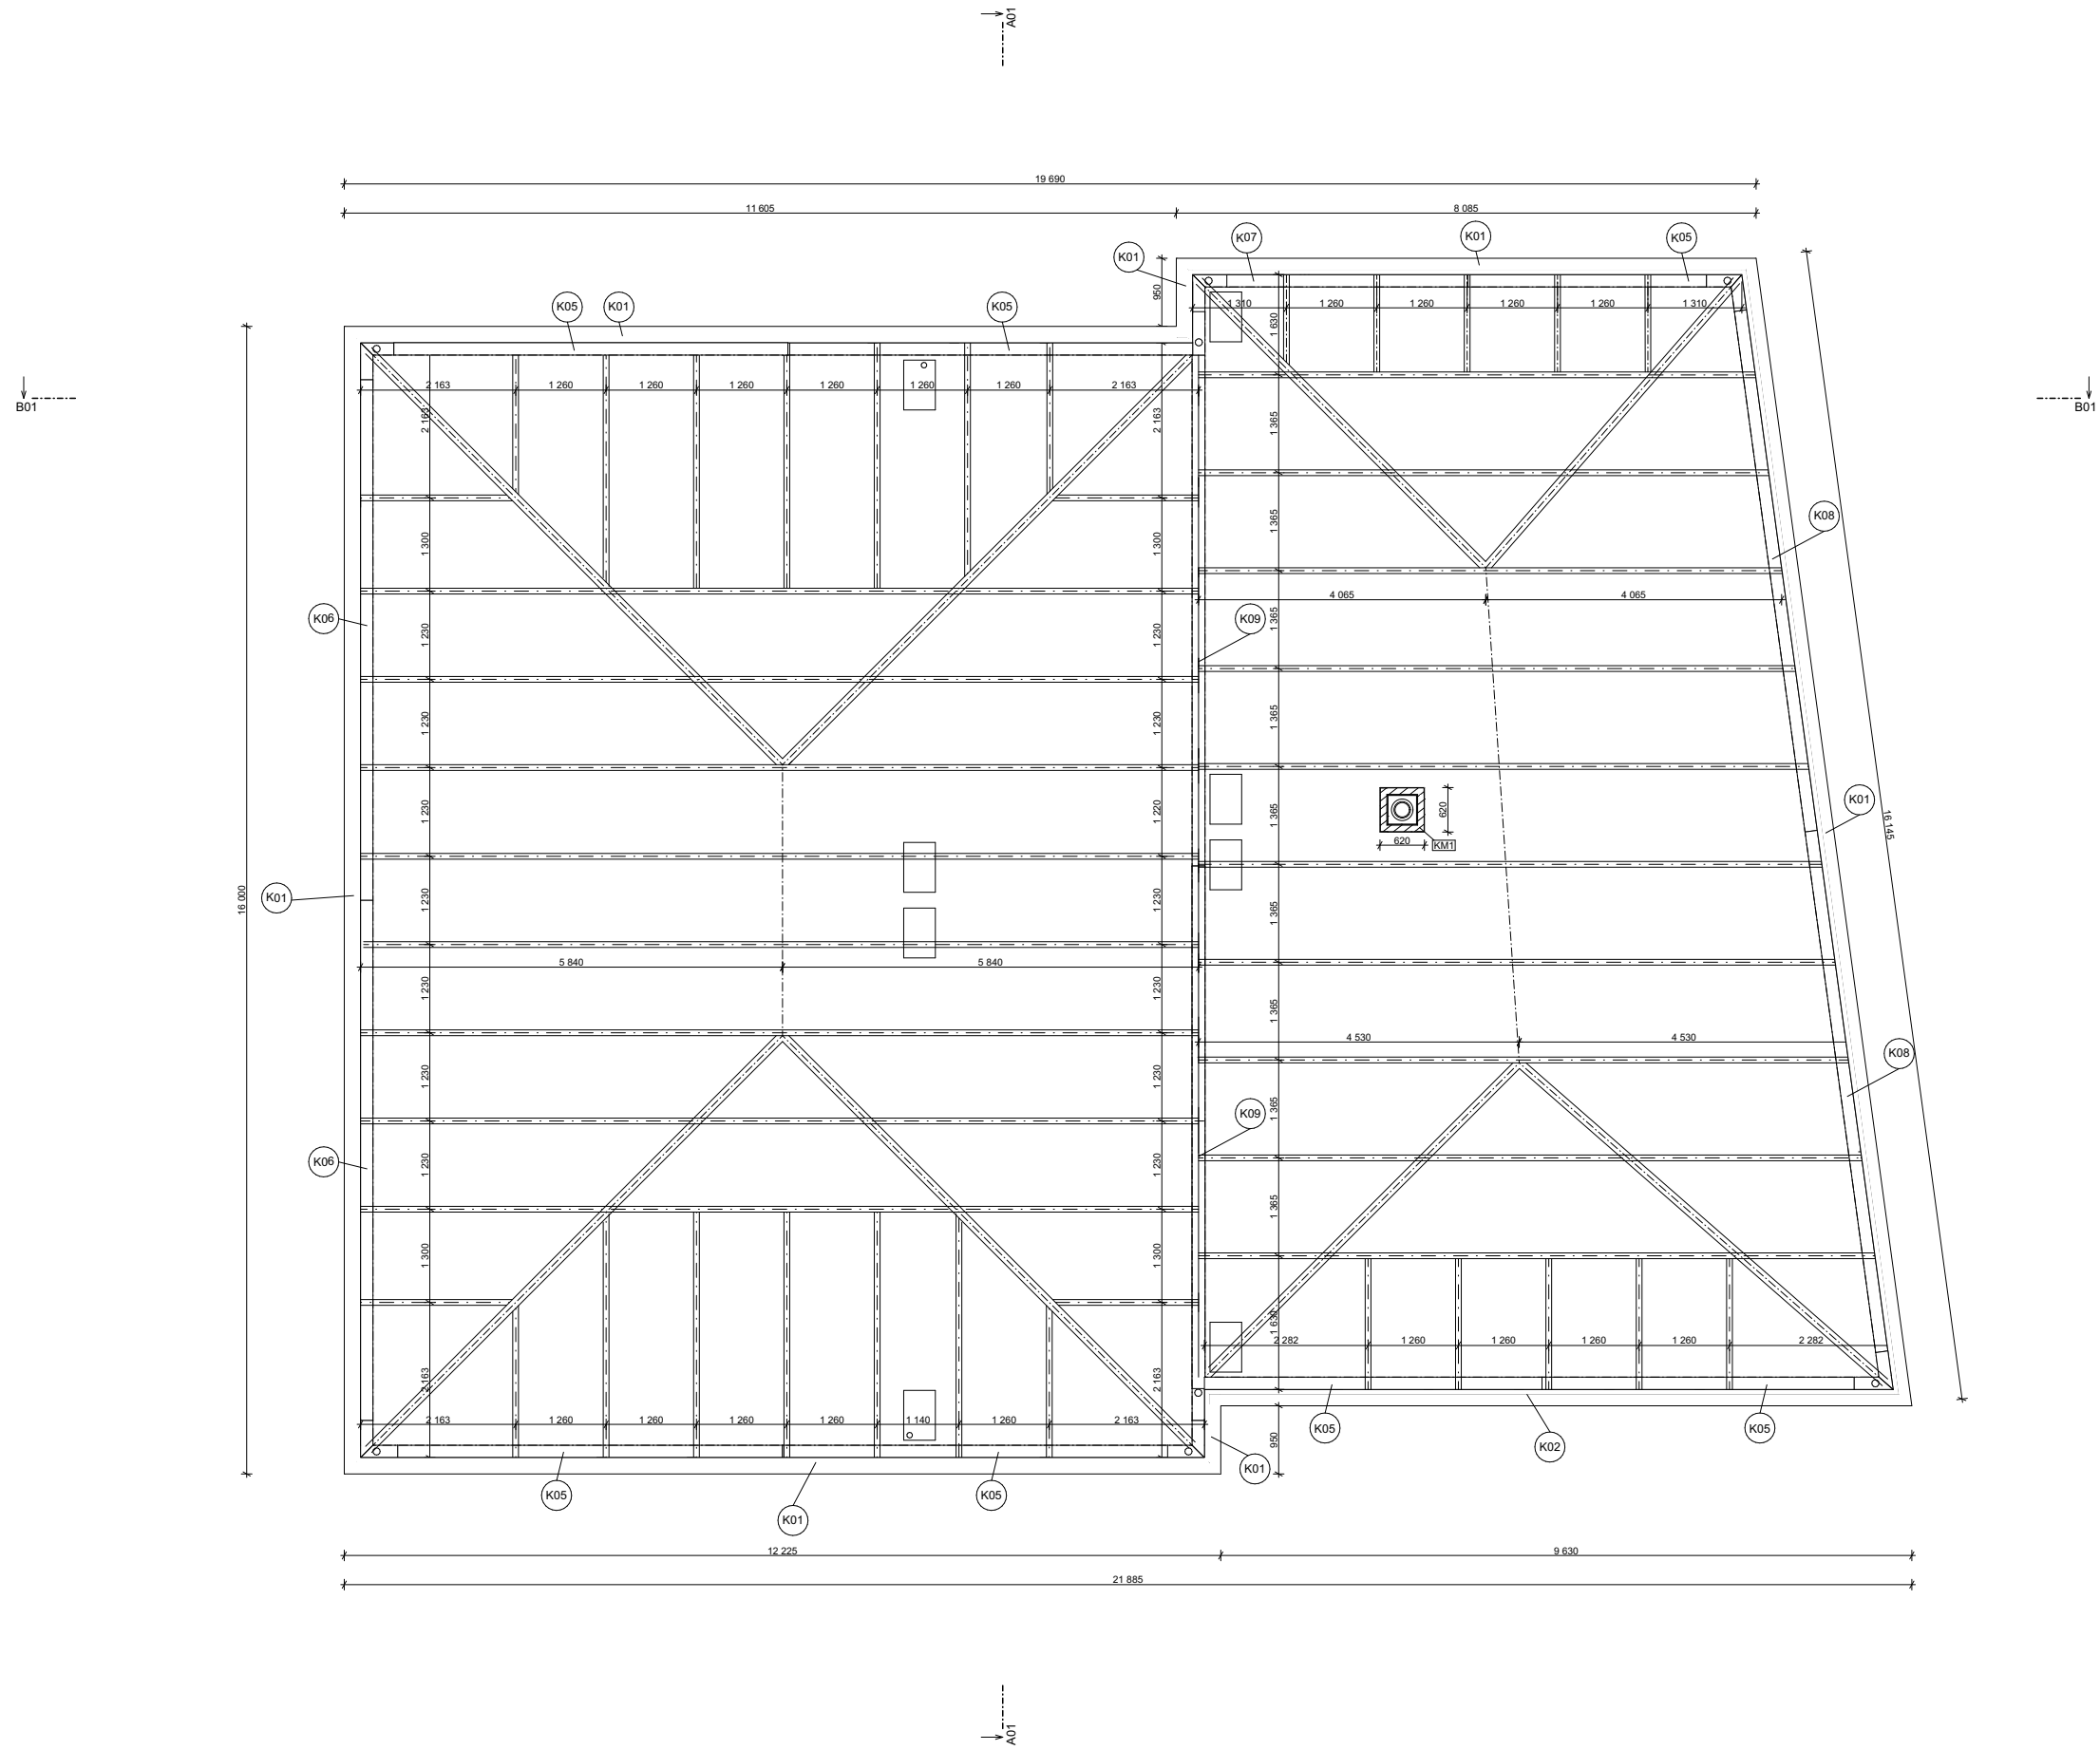 A01
19 690
11 605
8 085
K01
K07
K01
K05
950
K05
K01
K05
1 310
1 260
1 260
1 260
1 260
1 310
1 630
B01
B01
2 163
1 260
1 260
1 260
1 260
1 260
1 260
2 163
2 163
2 163
1 365
K08
1 300
1 300
1 365
4 065
4 065
K06
K09
1 230
1 230
1 365
1 230
1 230
1 365
K01
16 145
1 230
1 220
1 365
620
620
KM1
16 000
K01
1 230
1 230
1 365
5 840
5 840
1 230
1 230
1 365
4 530
4 530
K08
1 230
1 230
1 365
K09
K06
1 230
1 230
1 365
1 300
1 300
1 630
2 282
1 260
1 260
1 260
1 260
2 282
2 163
2 163
2 163
1 260
1 260
1 260
1 260
1 140
1 260
2 163
K05
K02
K05
950
K01
K05
K01
K05
12 225
9 630
21 885
A01